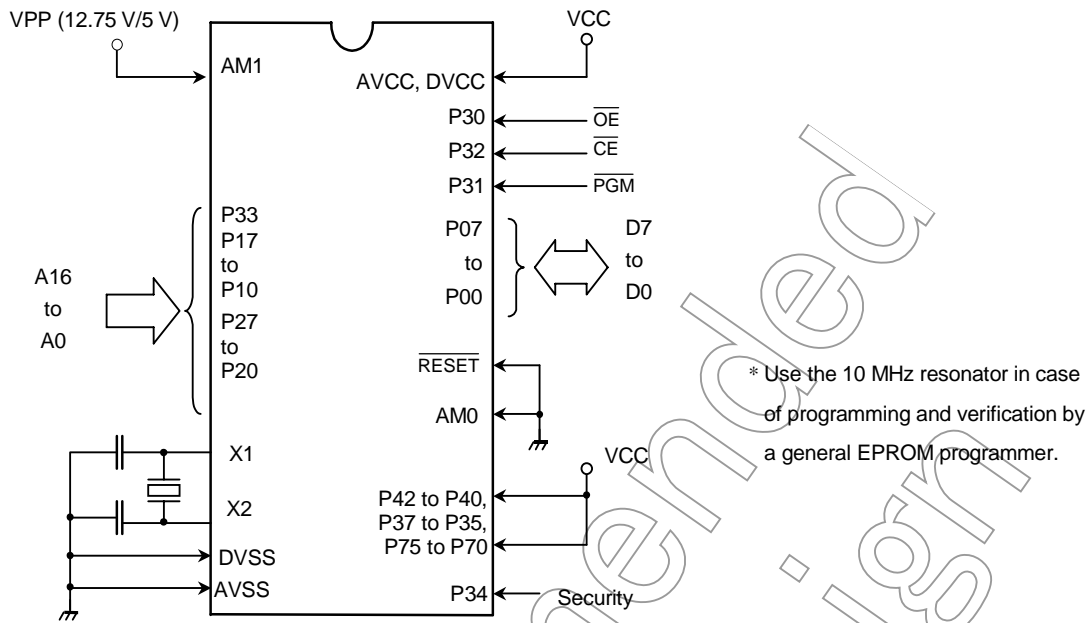 VPP (12.75 V/5 V)
VCC
AM1
AVCC, DVCC
P30
OE
P32
CE
P31
PGM
P33
P17
to
P10
P27
to
P20
A16
to
A0
P07
to
P00
D7
to
D0
RESET
AM0
* Use the 10 MHz resonator in case
of programming and verification by
a general EPROM programmer.
X1
X2
VCC
P42 to P40,
P37 to P35,
P75 to P70
DVSS
AVSS
P34
Security
mended
ign